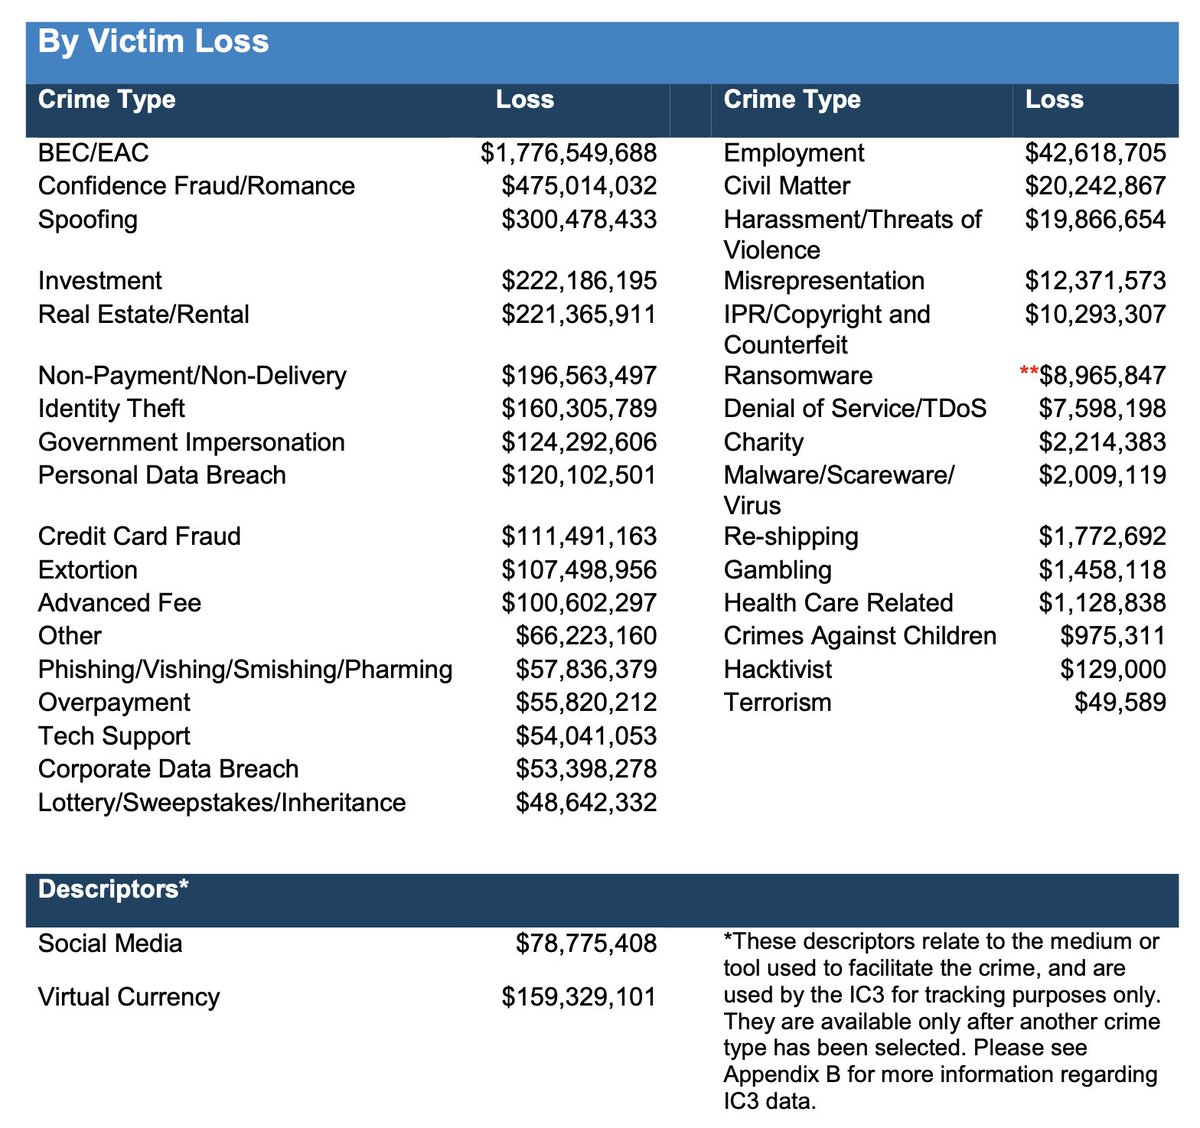 By Victim Loss
Crime Type Loss Crime Type Loss
BEC/EAC $1,776,549,688 Employment $42,618,705
Confidence Fraud/Romance $475,014,032 Civil Matter $20,242,867
Spoofing $300,478,433 Harassment/Threats of $19,866,654
Violence
Investment $222,186,195 Misrepresentation $12,371,573
Real Estate/Rental $221,365,911 IPR/Copyright and $10,293,307
Counterfeit
Non-Payment/Non-Delivery $196,563,497 Ransomware **$8,965,847
Identity Theft $160,305,789 Denial of Service/TDoS $7,598,198
Government Impersonation $124,292,606 Charity $2,214,383
Personal Data Breach $120,102,501 Malware/Scareware/ $2,009,119
Virus
Credit Card Fraud $111,491,163 Re-shipping $1,772,692
Extortion $107,498,956 Gambling $1,458,118
Advanced Fee $100,602,297 Health Care Related $1,128,838
Other $66,223,160 Crimes Against Children $975,311
Phishing/Vishing/Smishing/Pharming $57,836,379 Hacktivist $129,000
Overpayment $55,820,212 Terrorism $49,589
Tech Support $54,041,053
Corporate Data Breach $53,398,278
Lottery/Sweepstakes/Inheritance $48,642,332
Descriptors*
Social Media $78,775,408
Virtual Currency $159,329,101
*These descriptors relate to the medium or
tool used to facilitate the crime, and are
used by the IC3 for tracking purposes only.
They are available only after another crime
type has been selected. Please see
Appendix B for more information regarding
IC3 data.